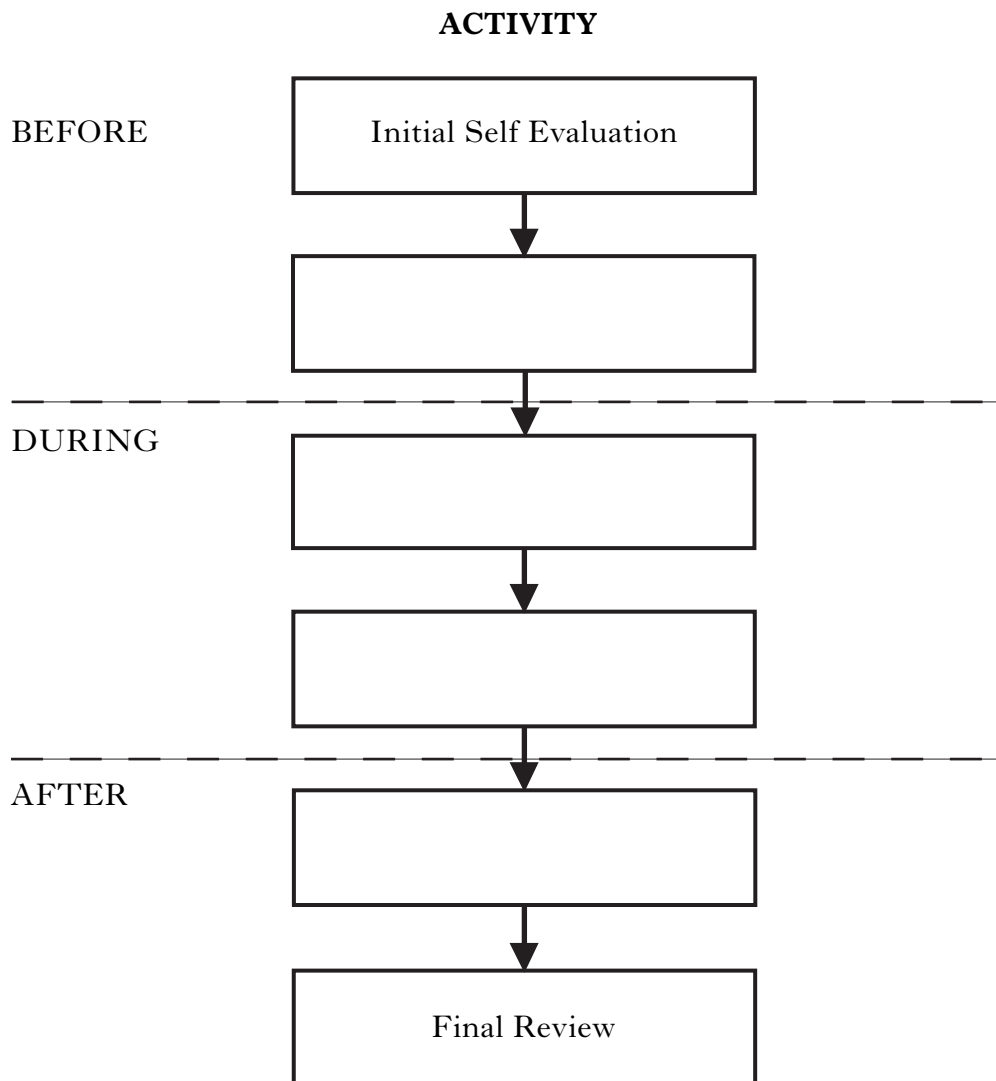 ACTIVITY
BEFORE
Initial Self Evaluation
DURING
AFTER
Final Review